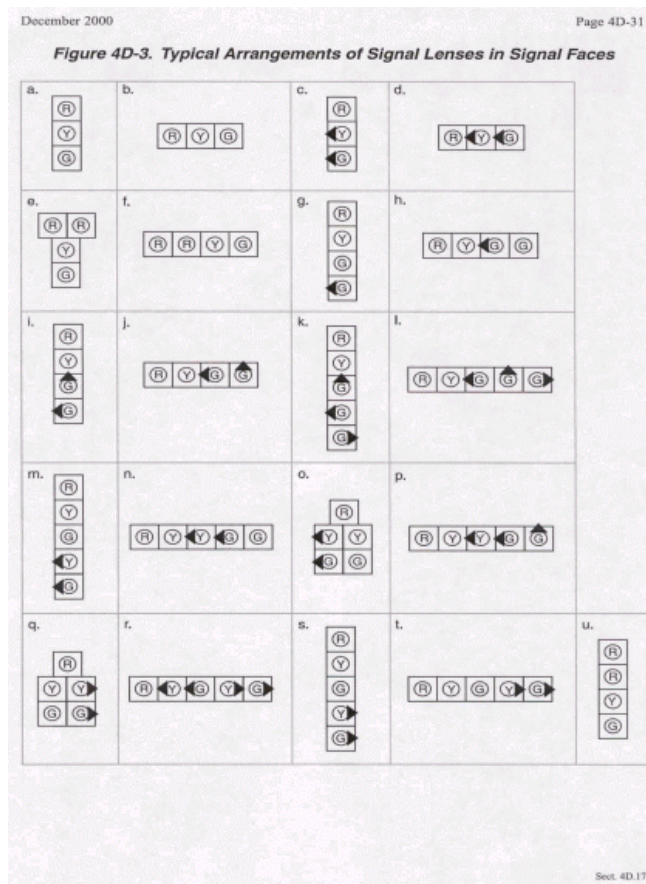 December 2000 Page 4D-31
Figure 4D-3. Typical Arrangements of Signal Lenses in Signal Faces
a. b. c. d.
R
Y
G
R Y G
R
Y
G
R Y G
e. f. g. h.
R R
Y
G
R R Y G
R
Y
G
G
R Y G G
i. j. k. l.
R
Y
G
G
R Y G G
R
Y
G
G
G
R Y G G G
m. n. o. p.
R
Y
G
Y
G
R Y Y G G
R
Y Y
G G
R Y Y G G
q. r. s. t. u.
R
Y Y
G G
R Y G Y G
R
Y
G
Y
G
R Y G Y G
R
R
Y
G
Sect. 4D.17